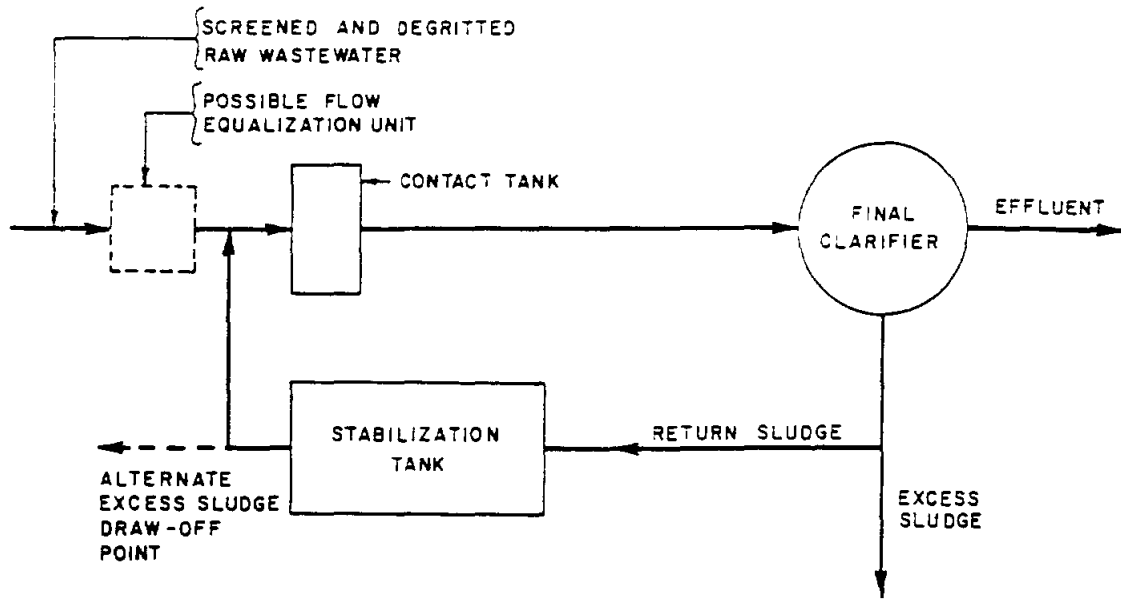 SCREENED AND DEGRITTED
RAW WASTEWATER
POSSIBLE FLOW
EQUALIZATION UNIT
CONTACT TANK
FINAL
CLARIFIER
EFFLUENT
STABILIZATION
TANK
RETURN SLUDGE
ALTERNATE
EXCESS SLUDGE
DRAW-OFF
POINT
EXCESS
SLUDGE